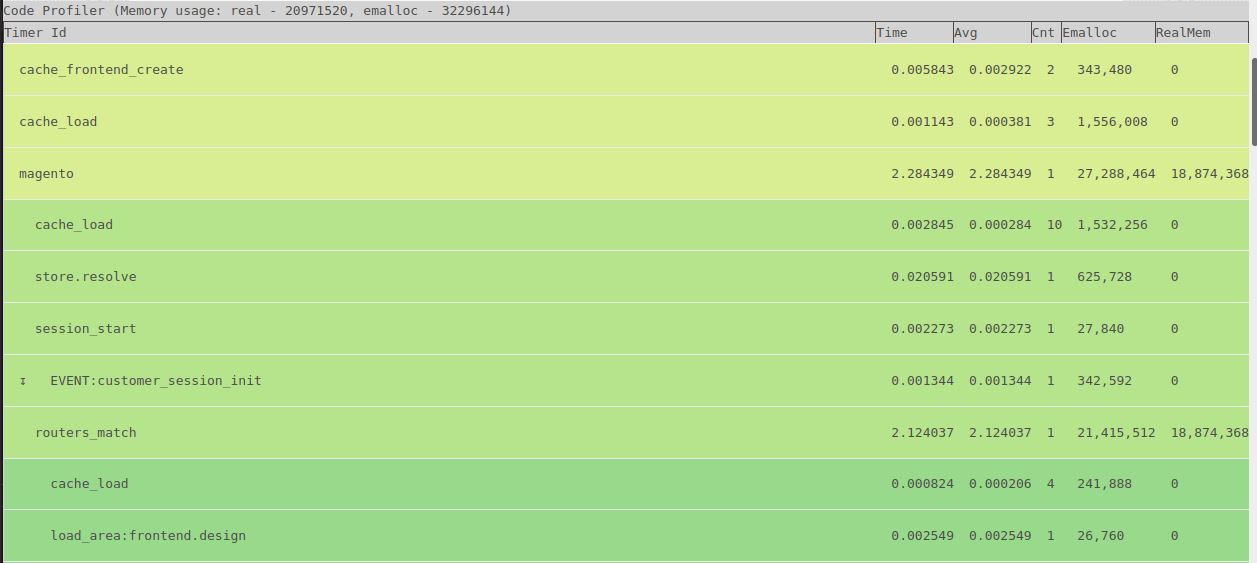 Code Profiler (Memory usage: real - 20971520, emalloc - 32296144)
Timer Id Time Avg Cnt Emalloc RealMem
cache_frontend_create 0.005843 0.002922 2 343,480 0
cache_load 0.001143 0.000381 3 1,556,008 0
magento 2.284349 2.284349 1 27,288,464 18,874,368
cache_load 0.002845 0.000284 10 1,532,256 0
store.resolve 0.020591 0.020591 1 625,728 0
session_start 0.002273 0.002273 1 27,840 0
↧ EVENT:customer_session_init 0.001344 0.001344 1 342,592 0
routers_match 2.124037 2.124037 1 21,415,512 18,874,368
cache_load 0.000824 0.000206 4 241,888 0
load_area:frontend.design 0.002549 0.002549 1 26,760 0